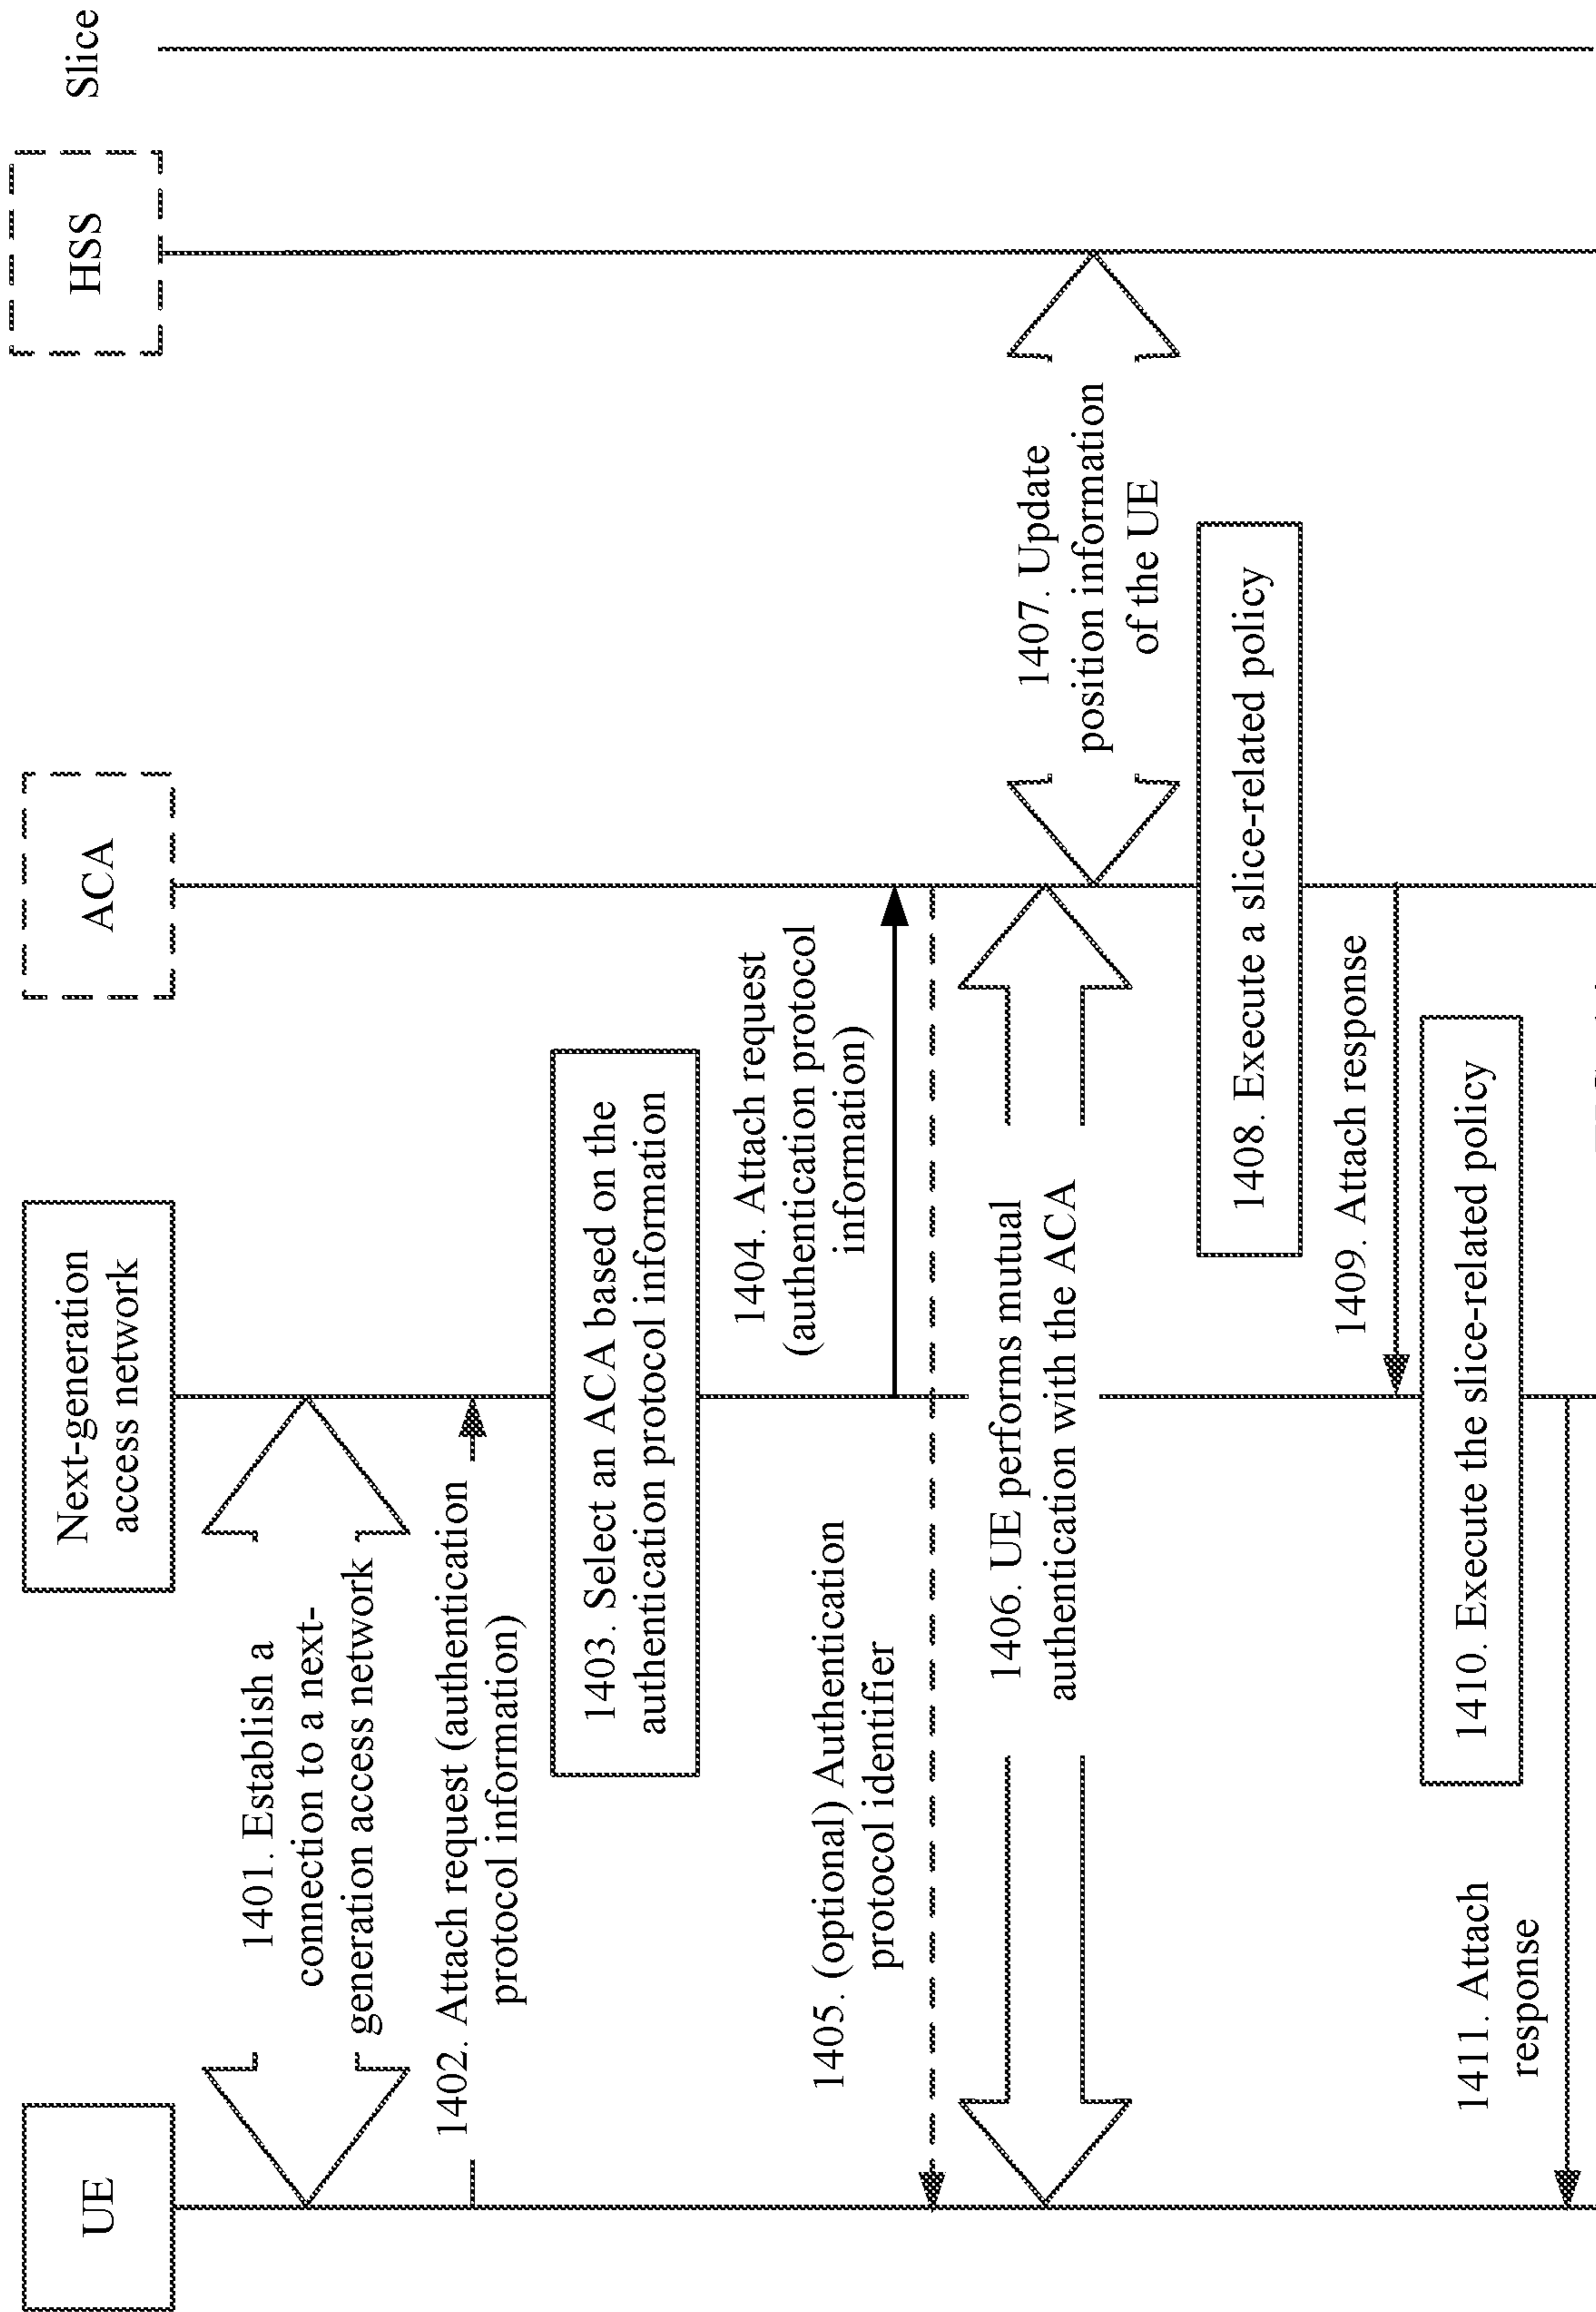 UE
Next-generation
access network
ACA
HSS
Slice
1401. Establish a
connection to a next-
generation access network
1402. Attach request (authentication
protocol information)
1403. Select an ACA based on the
authentication protocol information
1404. Attach request
(authentication protocol
information)
1405. (optional) Authentication
protocol identifier
1406. UE performs mutual
authentication with the ACA
1407. Update
position information
of the UE
1408. Execute a slice-related policy
1409. Attach response
1410. Execute the slice-related policy
1411. Attach
response